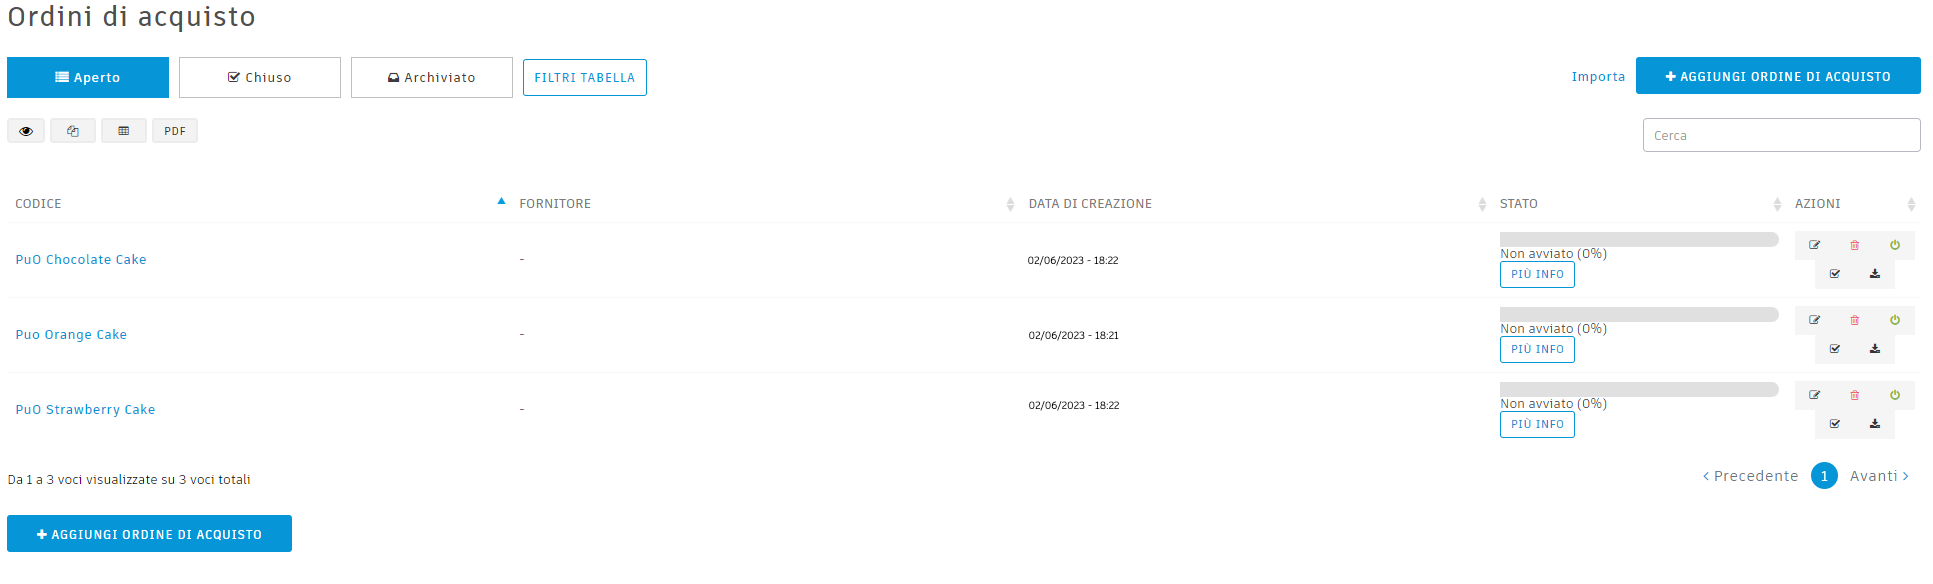 Ordini di acquisto
Aperto Chiuso Archiviato FILTRI TABELLA Importa + AGGIUNGI ORDINE DI ACQUISTO
PDF Cerca
CODICE FORNITORE DATA DI CREAZIONE STATO AZIONI
PuO Chocolate Cake - 02/06/2023 - 18:22 Non avviato (0%)
PIÙ INFO
Puo Orange Cake - 02/06/2023 - 18:21 Non avviato (0%)
PIÙ INFO
PuO Strawberry Cake - 02/06/2023 - 18:22 Non avviato (0%)
PIÙ INFO
Da 1 a 3 voci visualizzate su 3 voci totali ‹ Precedente 1 Avanti ›
+ AGGIUNGI ORDINE DI ACQUISTO